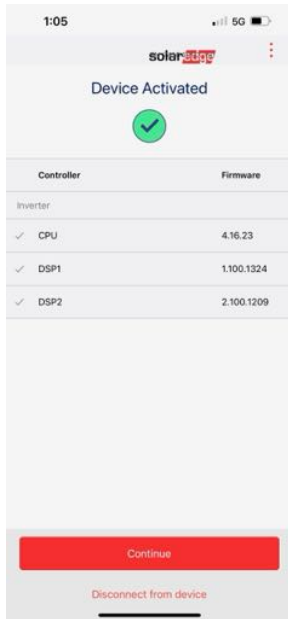 1:05 5G
solaredge
Device Activated
Controller Firmware
Inverter
CPU 4.16.23
DSP1 1.100.1324
DSP2 2.100.1209
Continue
Disconnect from device